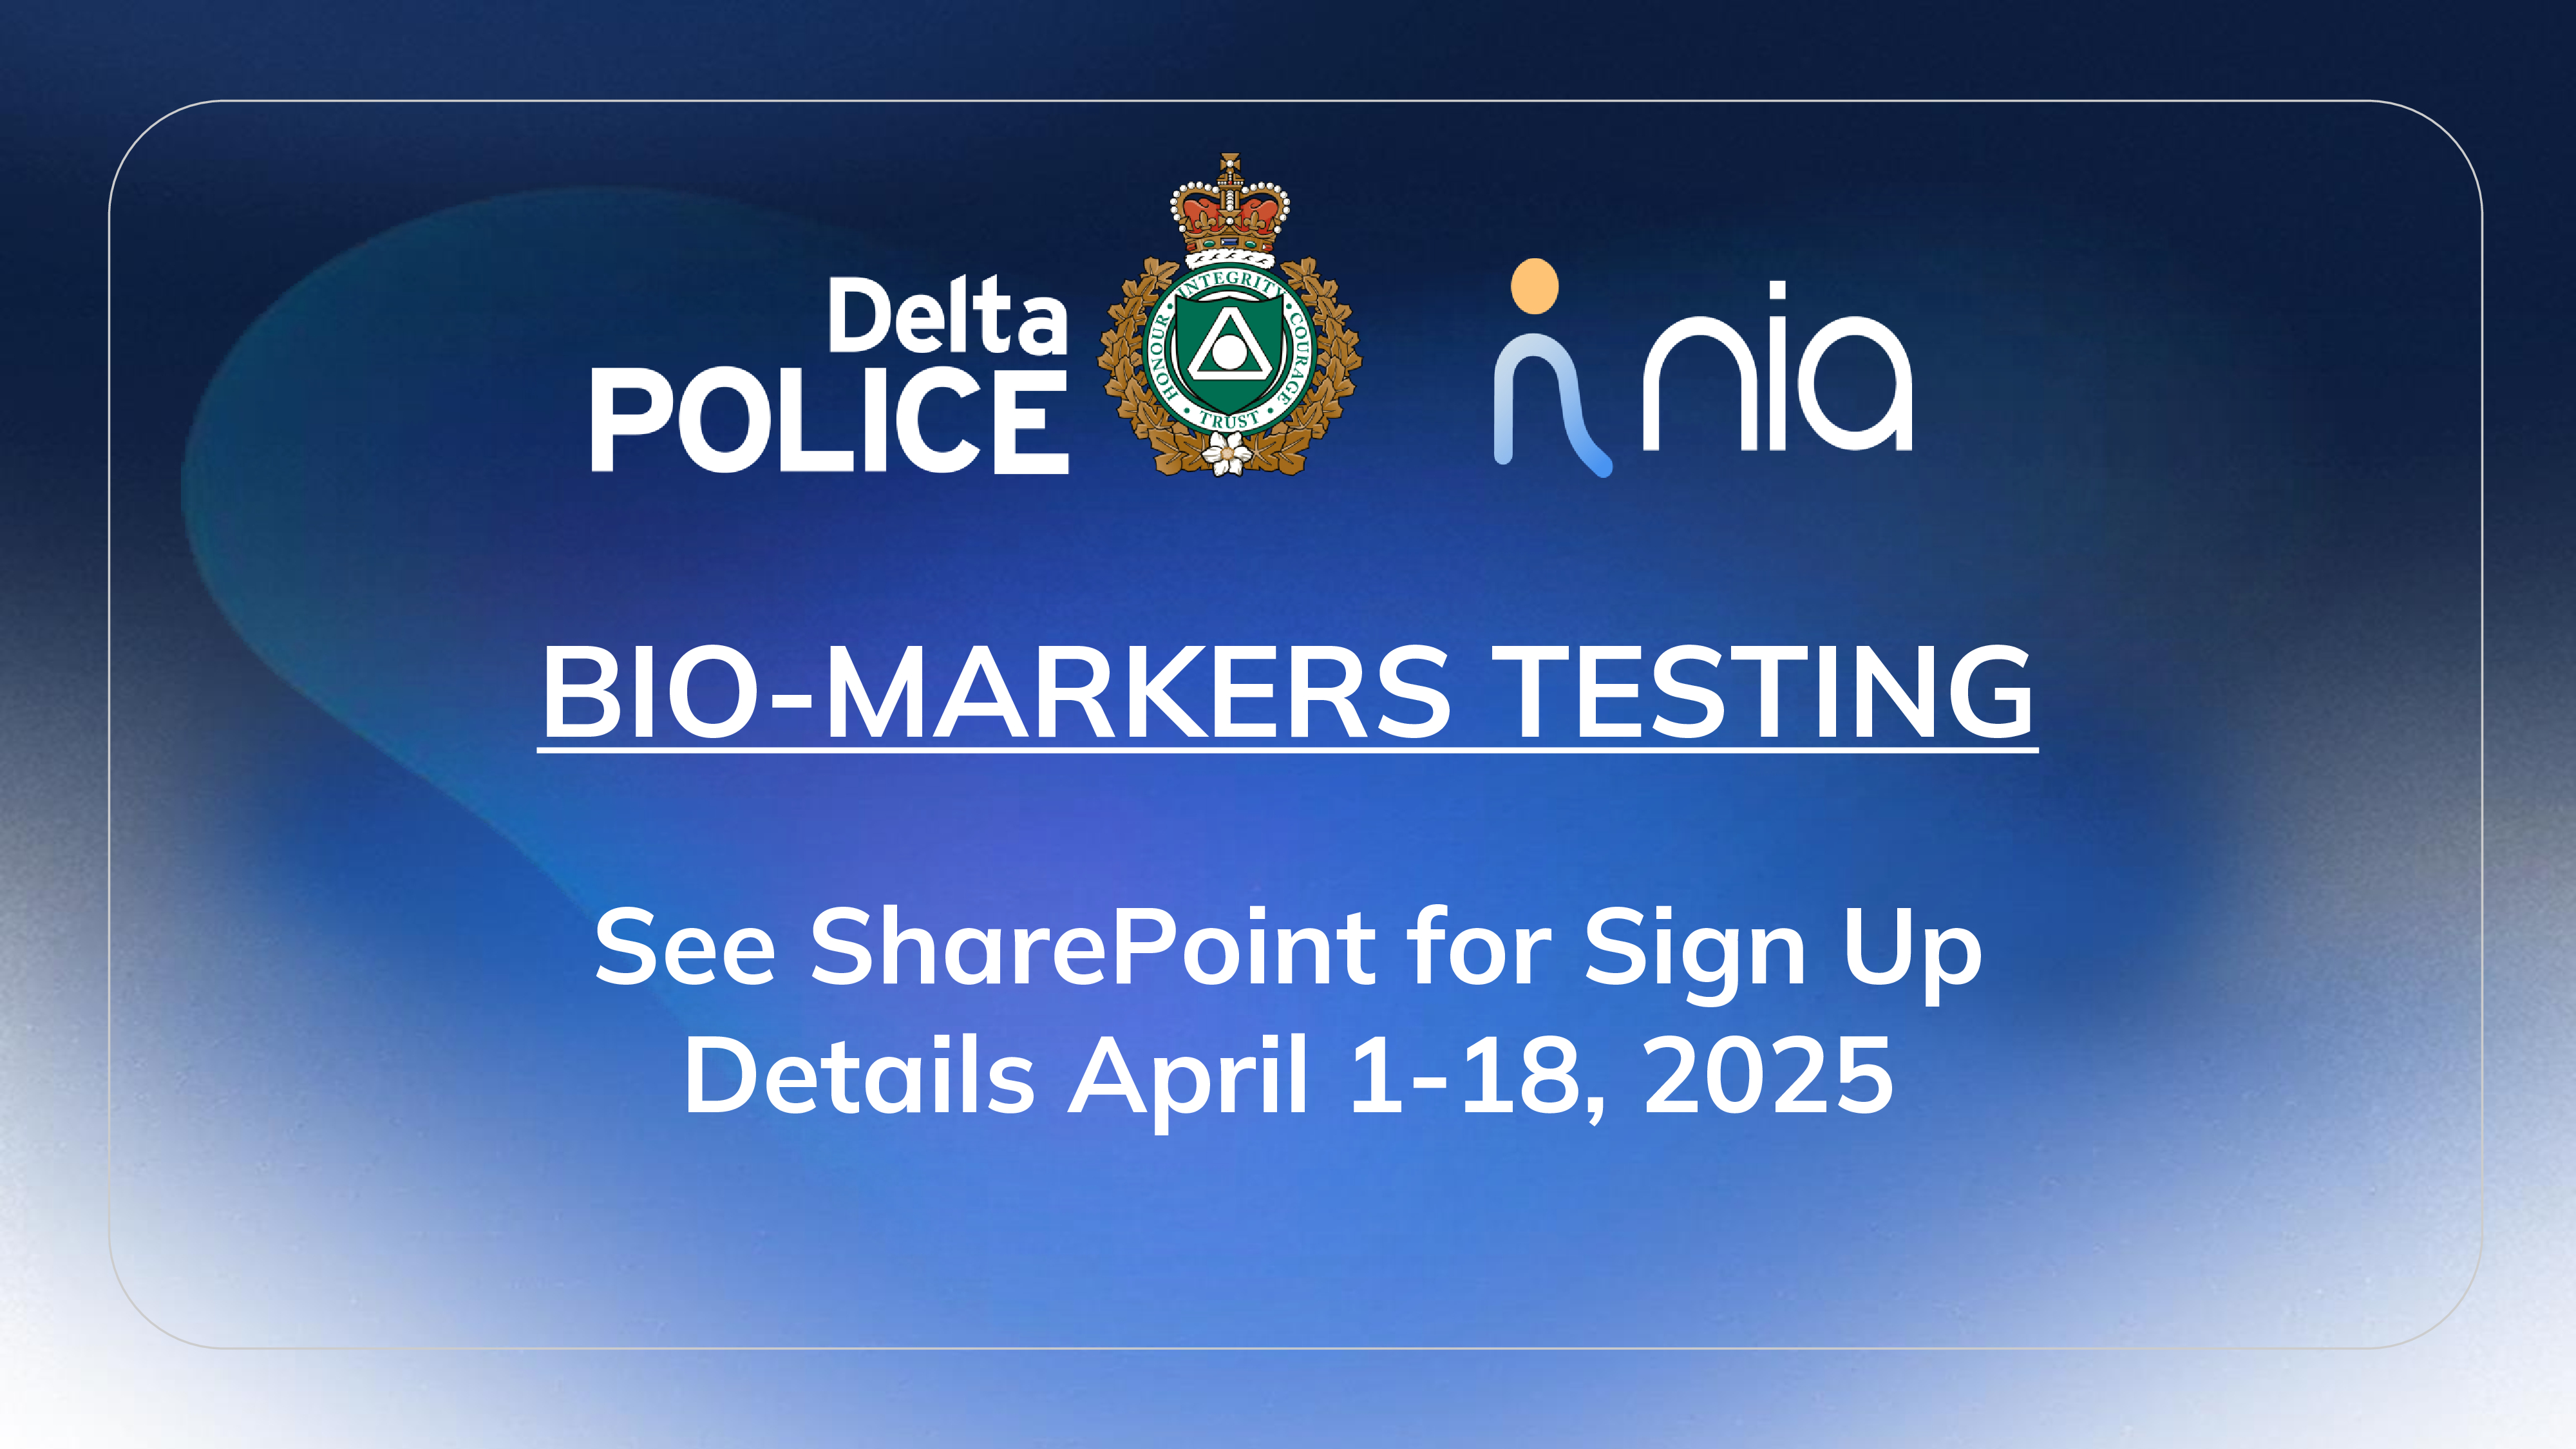 Delta
POLICE
INTEGRITY
HONOUR
COURAGE
TRUST
nia
BIO-MARKERS TESTING
See SharePoint for Sign Up
Details April 1-18, 2025